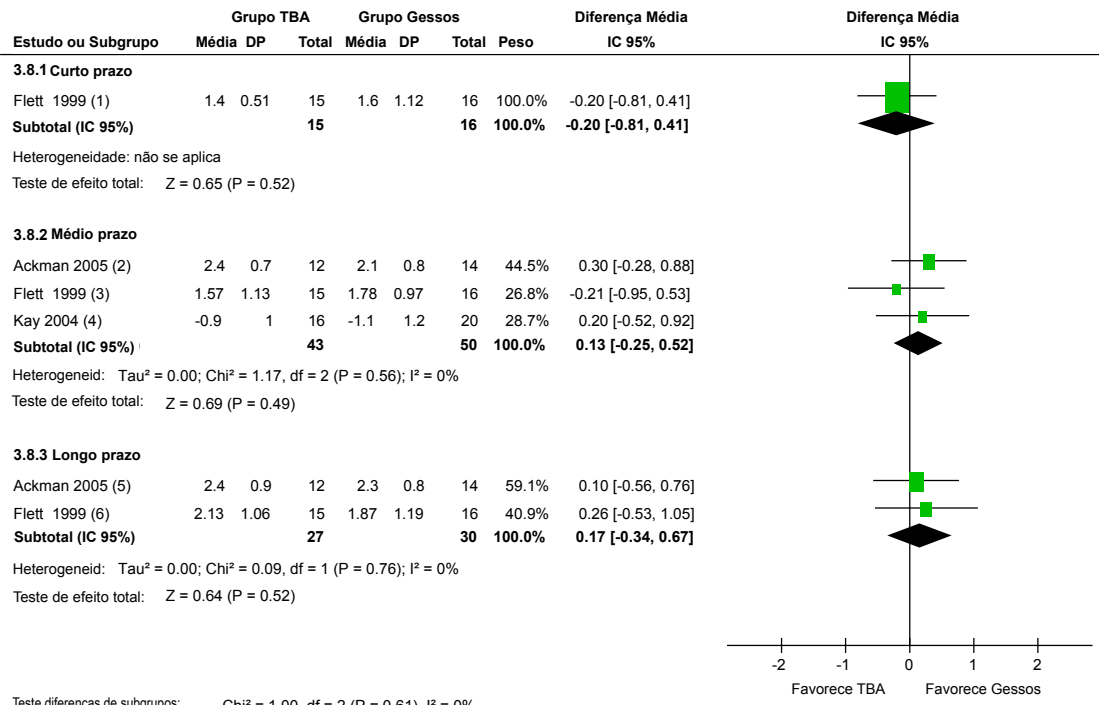 Grupo TBA Grupo Gessos Diferença Média Diferença Média
Estudo ou Subgrupo Média DP Total Média DP Total Peso IC 95% IC 95%
3.8.1 Curto prazo
Flett 1999 (1) 1.4 0.51 15 1.6 1.12 16 100.0% -0.20 [-0.81, 0.41]
Subtotal (IC 95%) 15 16 100.0% -0.20 [-0.81, 0.41]
Heterogeneidade: não se aplica
Teste de efeito total: Z = 0.65 (P = 0.52)
3.8.2 Médio prazo
Ackman 2005 (2) 2.4 0.7 12 2.1 0.8 14 44.5% 0.30 [-0.28, 0.88]
Flett 1999 (3) 1.57 1.13 15 1.78 0.97 16 26.8% -0.21 [-0.95, 0.53]
Kay 2004 (4) -0.9 1 16 -1.1 1.2 20 28.7% 0.20 [-0.52, 0.92]
Subtotal (IC 95%) 43 50 100.0% 0.13 [-0.25, 0.52]
Heterogeneid: Tau² = 0.00; Chi² = 1.17, df = 2 (P = 0.56); I² = 0%
Teste de efeito total: Z = 0.69 (P = 0.49)
3.8.3 Longo prazo
Ackman 2005 (5) 2.4 0.9 12 2.3 0.8 14 59.1% 0.10 [-0.56, 0.76]
Flett 1999 (6) 2.13 1.06 15 1.87 1.19 16 40.9% 0.26 [-0.53, 1.05]
Subtotal (IC 95%) 27 30 100.0% 0.17 [-0.34, 0.67]
Heterogeneid: Tau² = 0.00; Chi² = 0.09, df = 1 (P = 0.76); I² = 0%
Teste de efeito total: Z = 0.64 (P = 0.52)
-2 -1 0 1 2
Favorece TBA Favorece Gessos
Teste diferenças de subgrupos: Chi² = 1.00, df = 2 (P = 0.61), I² = 0%